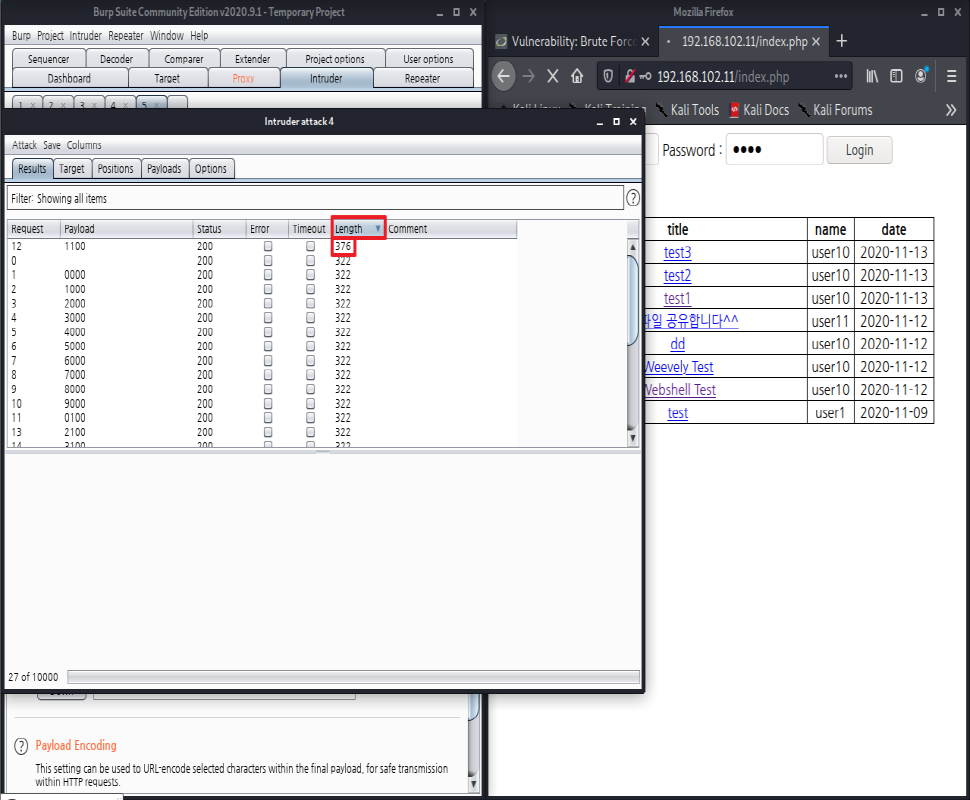 Burp Suite Community Edition v2020.9.1 - Temporary Project
Burp Project Intruder Repeater Window Help
Sequencer Decoder Comparer Extender Project options User options
Dashboard Target Proxy Intruder Repeater
1 × 2 × 3 × 4 × 5 ×
Intruder attack 4
Attack Save Columns
Results Target Positions Payloads Options
Filter: Showing all items
?
Request Payload Status Error Timeout Length Comment
12 1100 200 376
0 200 322
1 0000 200 322
2 1000 200 322
3 2000 200 322
4 3000 200 322
5 4000 200 322
6 5000 200 322
7 6000 200 322
8 7000 200 322
9 8000 200 322
10 9000 200 322
11 0100 200 322
13 2100 200 322
14 3100 200 322
27 of 10000
? Payload Encoding
This setting can be used to URL-encode selected characters within the final payload, for safe transmission
within HTTP requests.
Mozilla Firefox
Vulnerability: Brute Force × 192.168.102.11/index.php × +
192.168.102.11/index.php
Kali Linux Kali Training Kali Tools Kali Docs Kali Forums
Password : •••• Login
title name date
test3 user10 2020-11-13
test2 user10 2020-11-13
test1 user10 2020-11-13
파일 공유합니다^^ user11 2020-11-12
dd user10 2020-11-12
Weevely Test user10 2020-11-12
Webshell Test user10 2020-11-12
test user1 2020-11-09